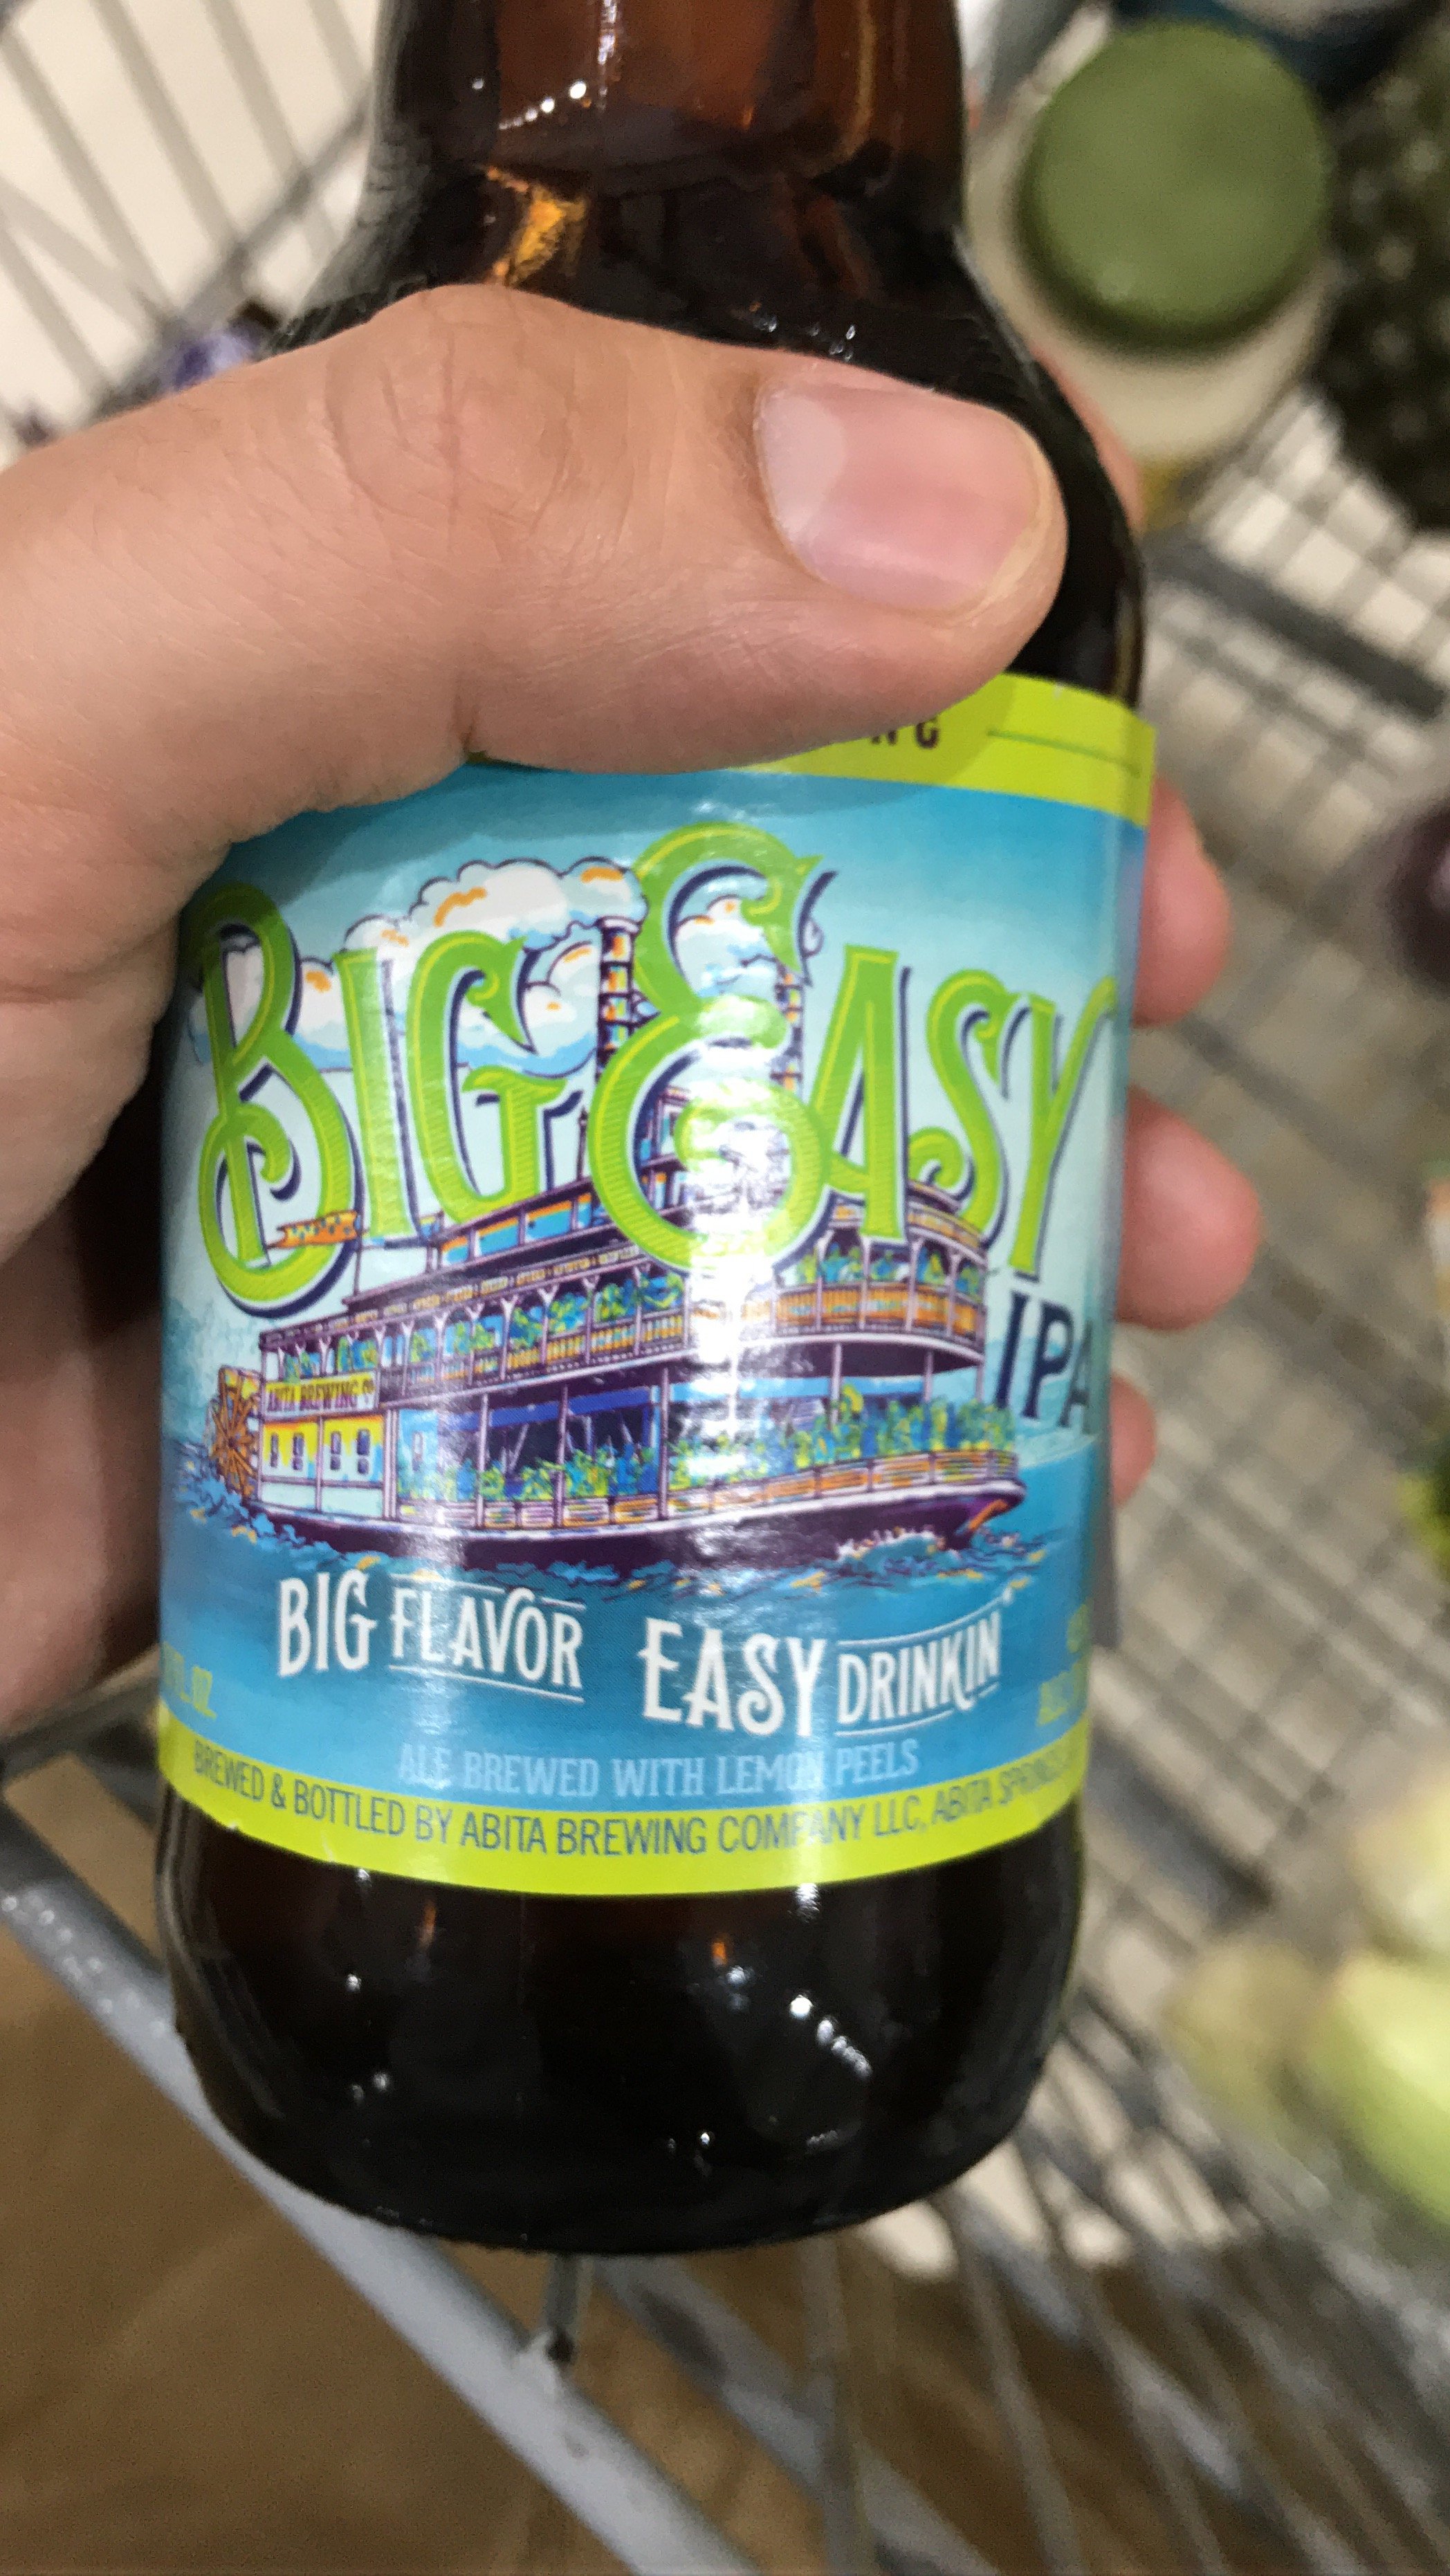 BIG EASY
IPA
ABITA BREWING CO
BIG FLAVOR EASY DRINKIN'
ALE BREWED WITH LEMON PEELS
BREWED & BOTTLED BY ABITA BREWING COMPANY LLC, ABITA SPRINGS